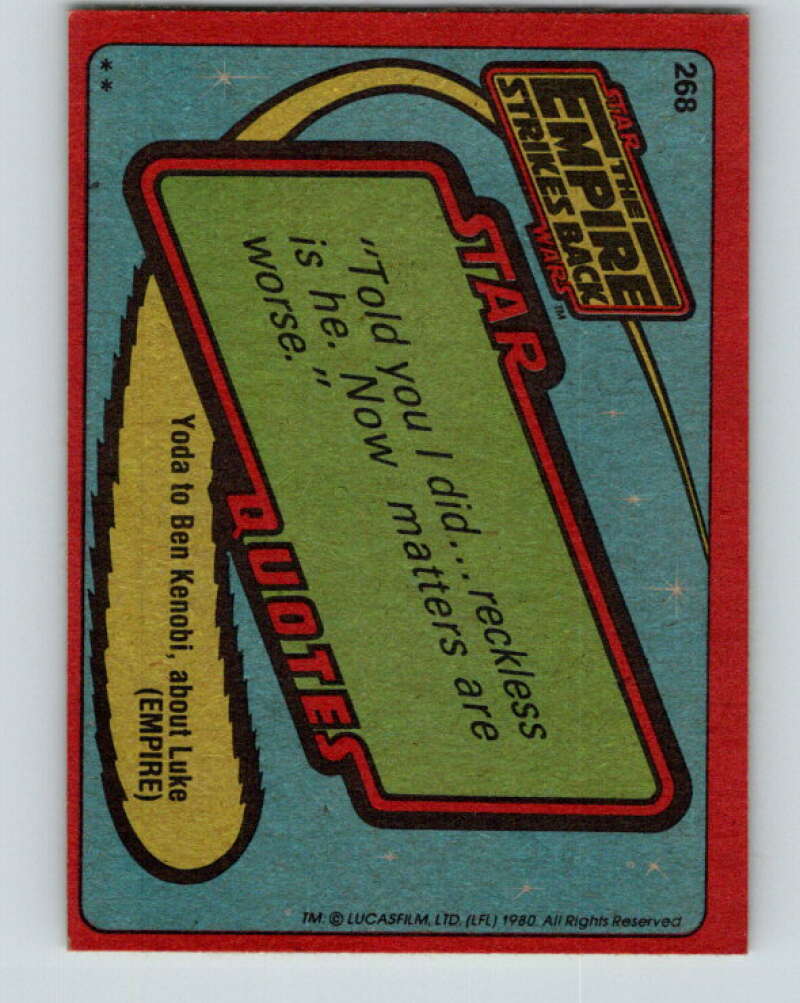 268
STAR
THE
EMPIRE
STRIKES BACK
WARS™
STAR
"Told you I did...reckless
is he. Now matters are
worse."
QUOTES
Yoda to Ben Kenobi, about Luke
(EMPIRE)
**
TM: © LUCASFILM, LTD. (LFL) 1980. All Rights Reserved